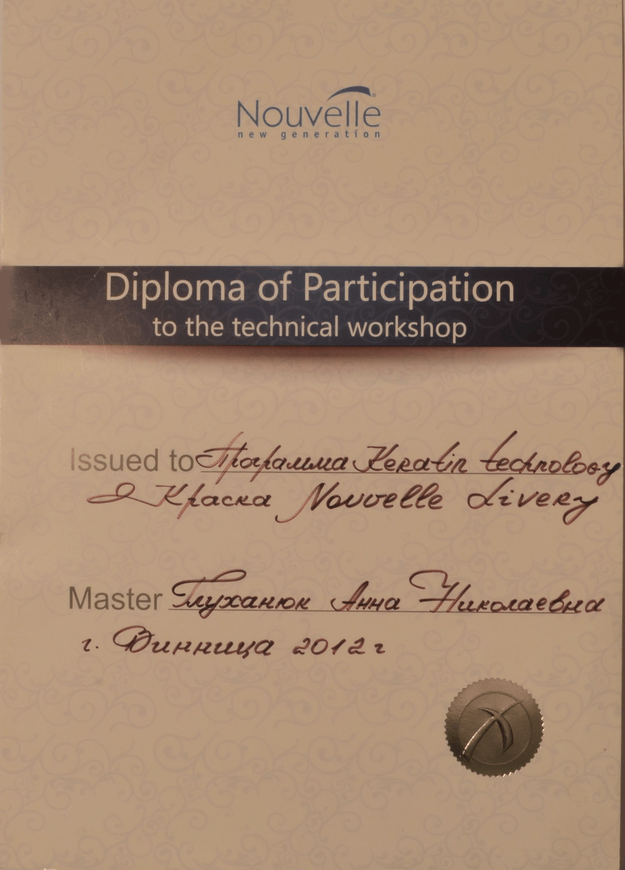 Nouvelle
new generation
Diploma of Participation
to the technical workshop
Issued to Программа Keratin technology
& Краска Nouvelle Livery
Master Глуханюк Анна Николаевна
г. Винница 2012 г